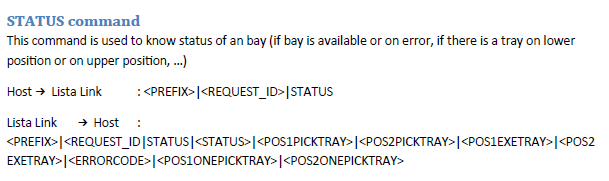 STATUS command
This command is used to know status of an bay (if bay is available or on error, if there is a tray on lower
position or on upper position, ...)
Host → Lista Link : <PREFIX>|<REQUEST_ID>|STATUS
Lista Link → Host :
<PREFIX>|<REQUEST_ID|STATUS|<STATUS>|<POS1PICKTRAY>|<POS2PICKTRAY>|<POS1EXETRAY>|<POS2
EXETRAY>|<ERRORCODE>|<POS1ONEPICKTRAY>|<POS2ONEPICKTRAY>